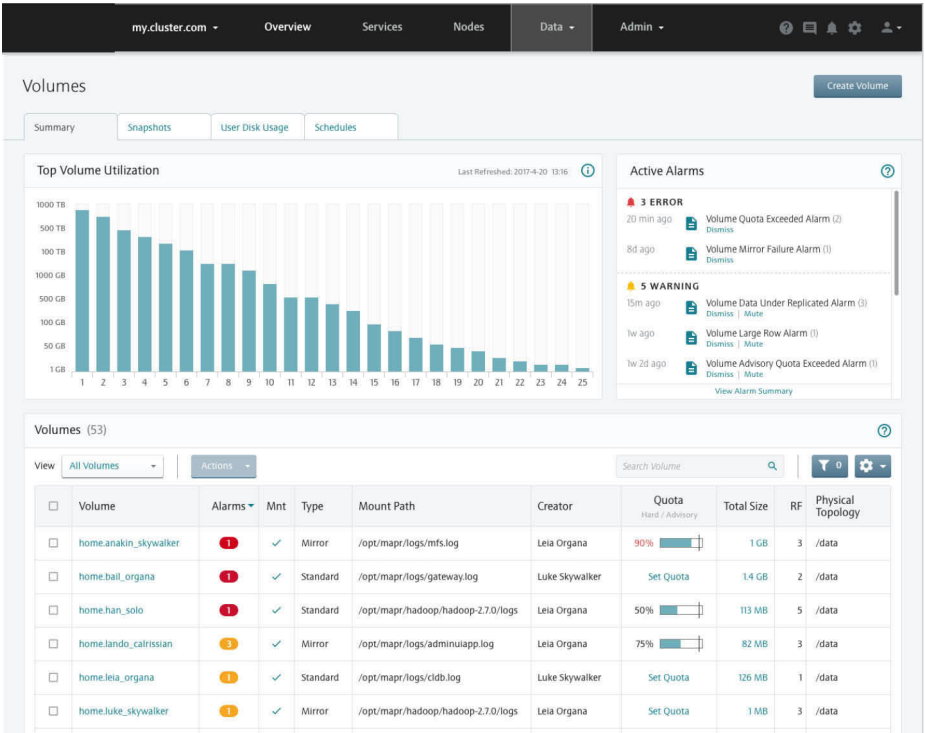 my.cluster.com Overview Services Nodes Data Admin
Volumes
Create Volume
Summary Snapshots User Disk Usage Schedules
Top Volume Utilization Last Refreshed: 2017-4-20 13:16
1000 TB
500 TB
100 TB
1000 GB
500 GB
100 GB
50 GB
1 GB
1 2 3 4 5 6 7 8 9 10 11 12 13 14 15 16 17 18 19 20 21 22 23 24 25
Active Alarms
3 ERROR
20 min ago Volume Quota Exceeded Alarm (2)
Dismiss
8d ago Volume Mirror Failure Alarm (1)
Dismiss
5 WARNING
15m ago Volume Data Under Replicated Alarm (3)
Dismiss | Mute
1w ago Volume Large Row Alarm (1)
Dismiss | Mute
1w 2d ago Volume Advisory Quota Exceeded Alarm (1)
Dismiss | Mute
View Alarm Summary
Volumes (53)
View All Volumes Actions Search Volume 0
Volume Alarms Mnt Type Mount Path Creator Quota Hard / Advisory Total Size RF Physical Topology
home.anakin_skywalker 1 Mirror /opt/mapr/logs/mfs.log Leia Organa 90% 1 GB 3 /data
home.bail_organa 1 Standard /opt/mapr/logs/gateway.log Luke Skywalker Set Quota 1.4 GB 2 /data
home.han_solo 1 Standard /opt/mapr/hadoop/hadoop-2.7.0/logs Leia Organa 50% 113 MB 5 /data
home.lando_calrissian 3 Mirror /opt/mapr/logs/adminuiapp.log Leia Organa 75% 82 MB 3 /data
home.leia_organa 1 Standard /opt/mapr/logs/cldb.log Luke Skywalker Set Quota 126 MB 1 /data
home.luke_skywalker 1 Mirror /opt/mapr/hadoop/hadoop-2.7.0/logs Leia Organa Set Quota 1 MB 3 /data